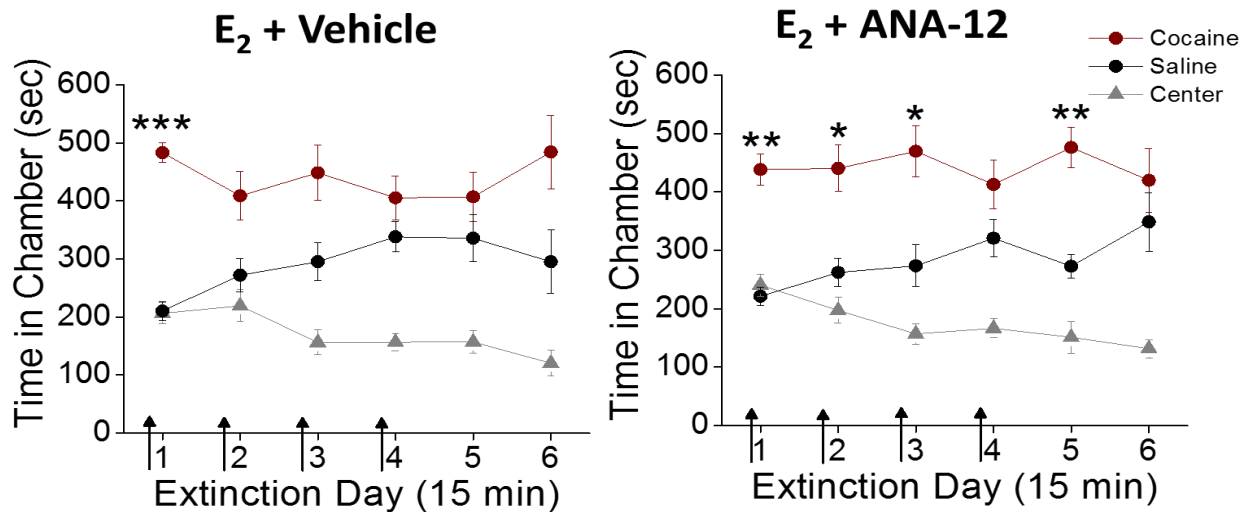 E₂ + Vehicle
Time in Chamber (sec)
600
500
400
300
200
100
0
***
1 2 3 4 5 6
Extinction Day (15 min)
E₂ + ANA-12
Cocaine
Saline
Center
Time in Chamber (sec)
600
500
400
300
200
100
0
** * * **
1 2 3 4 5 6
Extinction Day (15 min)